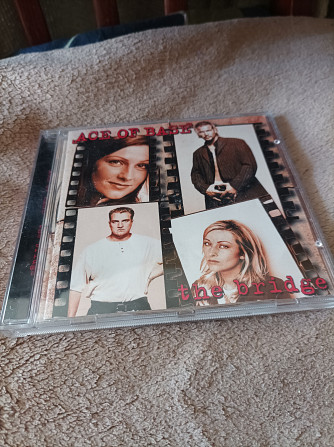 ACE OF BASE
the bridge